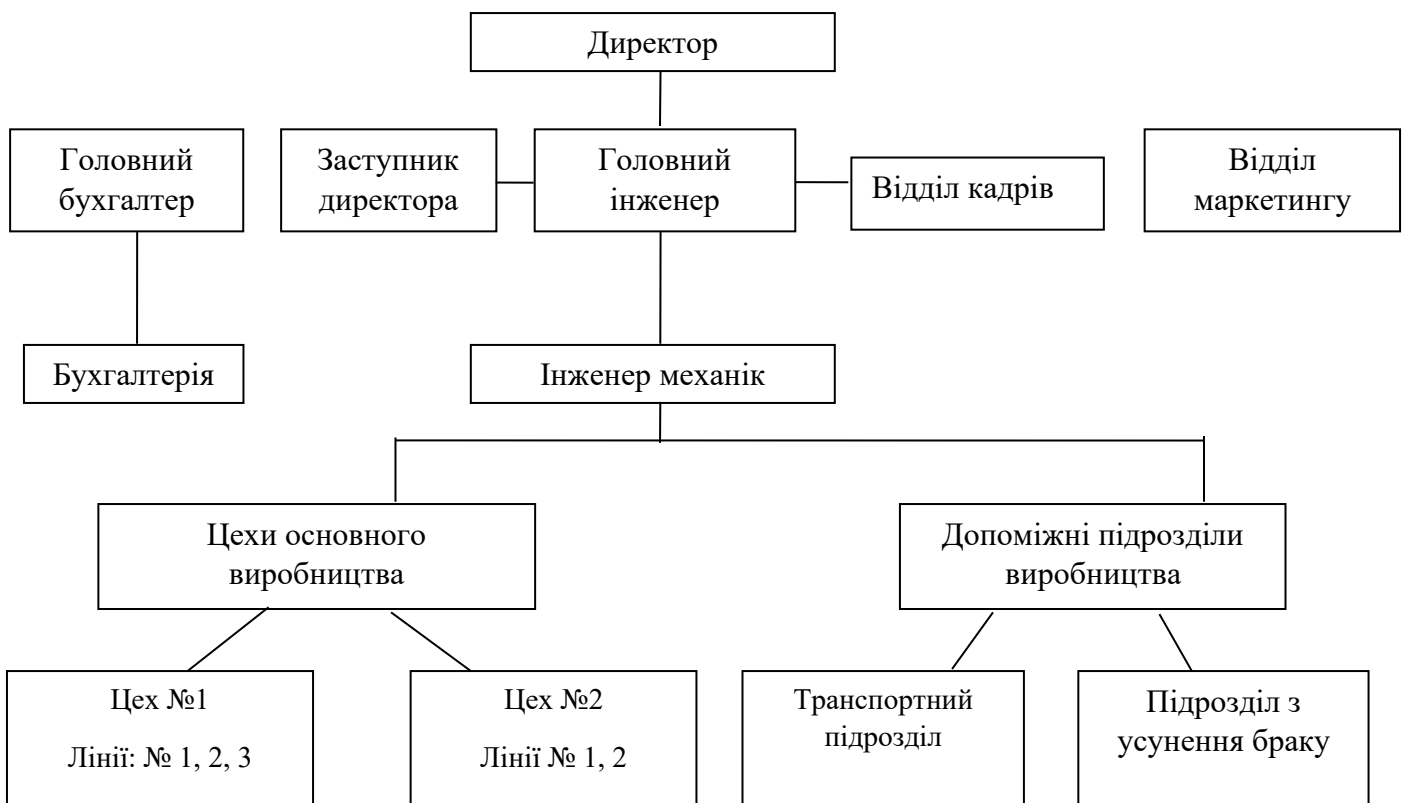 Директор
Головний
бухгалтер
Заступник
директора
Головний
інженер
Відділ кадрів
Відділ
маркетингу
Бухгалтерія
Інженер механік
Цехи основного
виробництва
Допоміжні підрозділи
виробництва
Цех №1
Лінії: № 1, 2, 3
Цех №2
Лінії № 1, 2
Транспортний
підрозділ
Підрозділ з
усунення браку